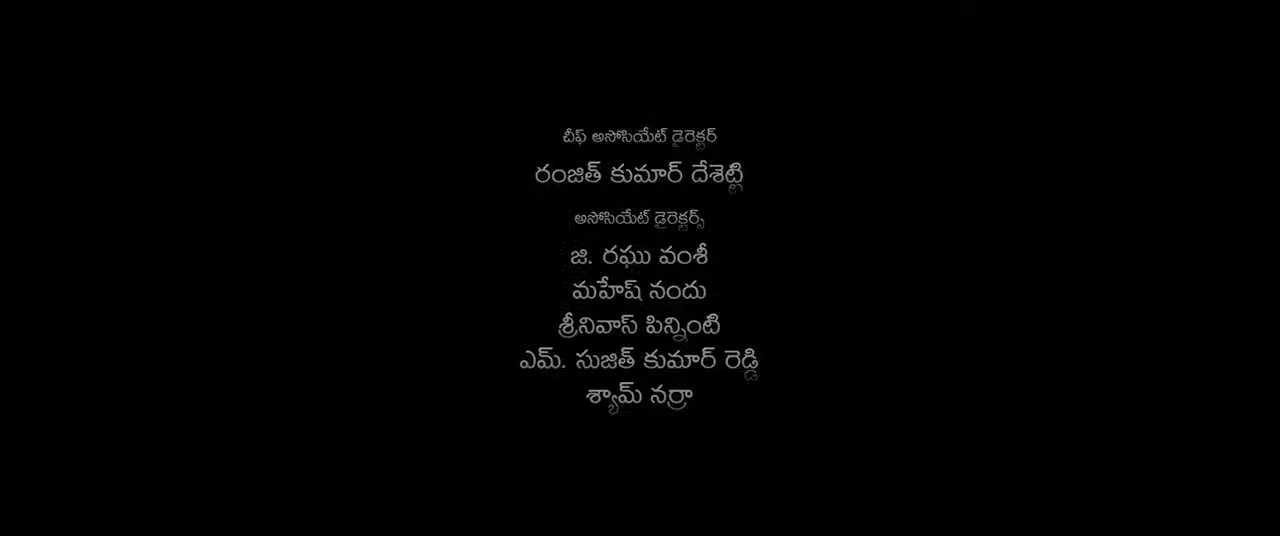 చీఫ్ అసోసియేట్ డైరెక్టర్
రంజిత్ కుమార్ దేశెట్టి
అసోసియేట్ డైరెక్టర్స్
జి. రఘు వంశీ
మహేష్ నందు
శ్రీనివాస్ పిన్నింటి
ఎమ్. సుజిత్ కుమార్ రెడ్డి
శ్యామ్ నర్రా